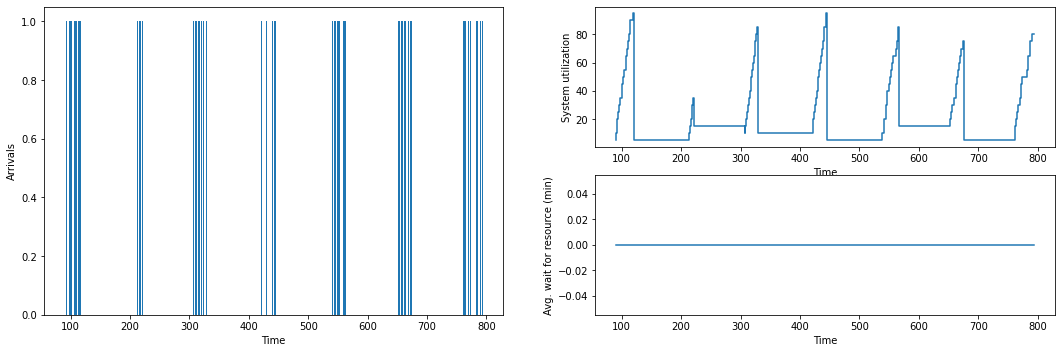 1.0
0.8
0.6
0.4
0.2
0.0
Arrivals
100 200 300 400 500 600 700 800
Time
80
60
40
20
System utilization
100 200 300 400 500 600 700 800
Time
0.04
0.02
0.00
−0.02
−0.04
Avg. wait for resource (min)
100 200 300 400 500 600 700 800
Time